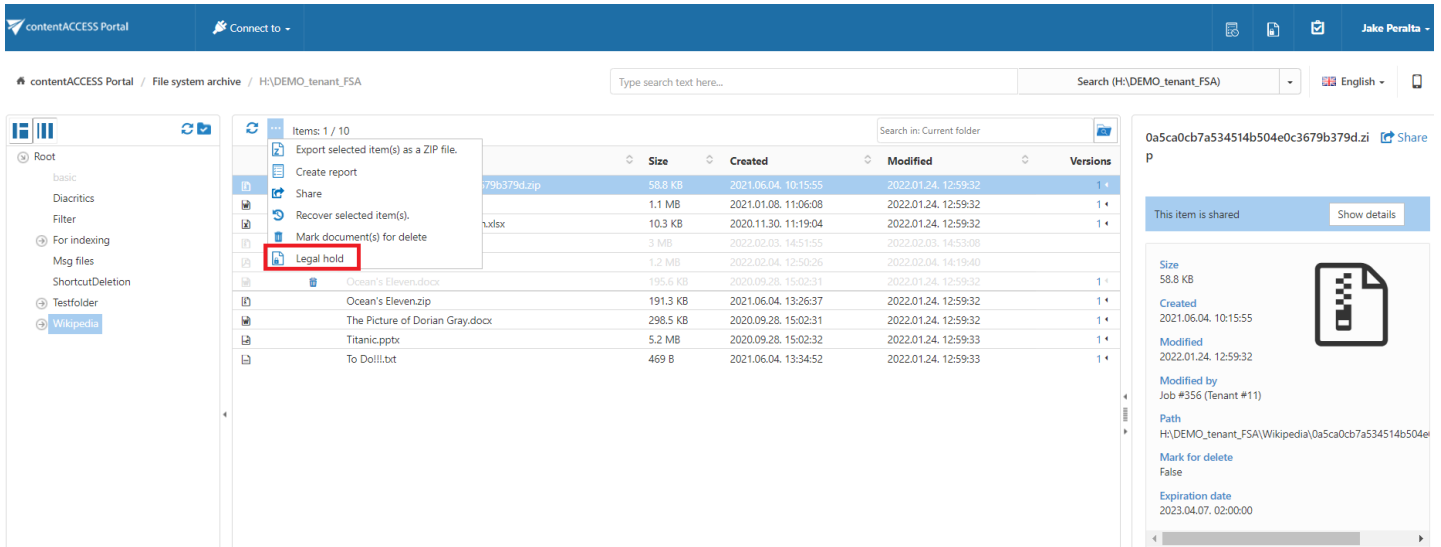 contentACCESS Portal
Connect to
Jake Peralta
contentACCESS Portal / File system archive / H:\DEMO_tenant_FSA
Type search text here...
Search (H:\DEMO_tenant_FSA)
English
Items: 1 / 10
Search in: Current folder
Root
basic
Diacritics
Filter
For indexing
Msg files
ShortcutDeletion
Testfolder
Wikipedia
Export selected item(s) as a ZIP file.
Create report
Share
Recover selected item(s).
Mark document(s) for delete
Legal hold
Size Created Modified Versions
679b379d.zip 58.8 KB 2021.06.04. 10:15:55 2022.01.24. 12:59:32 1
1.1 MB 2021.01.08. 11:06:08 2022.01.24. 12:59:32 1
n.xlsx 10.3 KB 2020.11.30. 11:19:04 2022.01.24. 12:59:32 1
3 MB 2022.02.03. 14:51:55 2022.02.03. 14:53:08
1.2 MB 2022.02.04. 12:50:26 2022.02.04. 14:19:40
Ocean's Eleven.docx 195.6 KB 2020.09.28. 15:02:31 2022.01.24. 12:59:32 1
Ocean's Eleven.zip 191.3 KB 2021.06.04. 13:26:37 2022.01.24. 12:59:32 1
The Picture of Dorian Gray.docx 298.5 KB 2020.09.28. 15:02:31 2022.01.24. 12:59:32 1
Titanic.pptx 5.2 MB 2020.09.28. 15:02:32 2022.01.24. 12:59:33 1
To Do!!!.txt 469 B 2021.06.04. 13:34:52 2022.01.24. 12:59:33 1
0a5ca0cb7a534514b504e0c3679b379d.zi
p
Share
This item is shared
Show details
Size
58.8 KB
Created
2021.06.04. 10:15:55
Modified
2022.01.24. 12:59:32
Modified by
Job #356 (Tenant #11)
Path
H:\DEMO_tenant_FSA\Wikipedia\0a5ca0cb7a534514b504e
Mark for delete
False
Expiration date
2023.04.07. 02:00:00